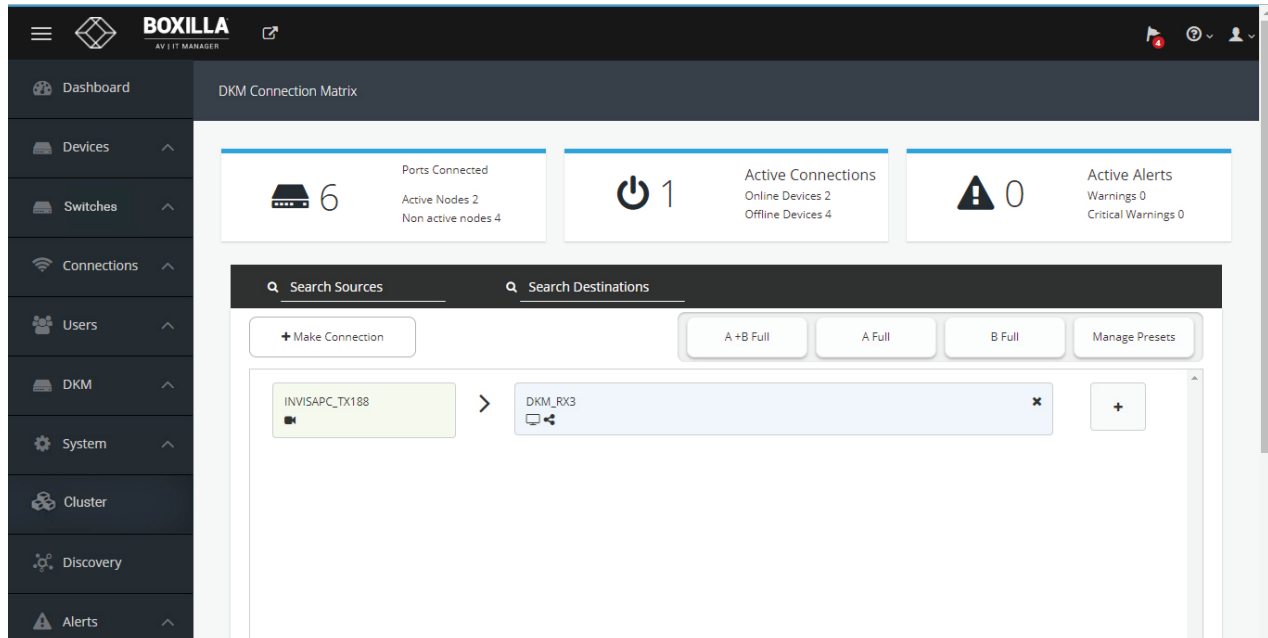 BOXILLA
AV | IT MANAGER
4
Dashboard
DKM Connection Matrix
Devices
Switches
Connections
Users
DKM
System
Cluster
Discovery
Alerts
6
Ports Connected
Active Nodes 2
Non active nodes 4
1
Active Connections
Online Devices 2
Offline Devices 4
0
Active Alerts
Warnings 0
Critical Warnings 0
Search Sources
Search Destinations
+ Make Connection
A +B Full
A Full
B Full
Manage Presets
INVISAPC_TX188
DKM_RX3
+